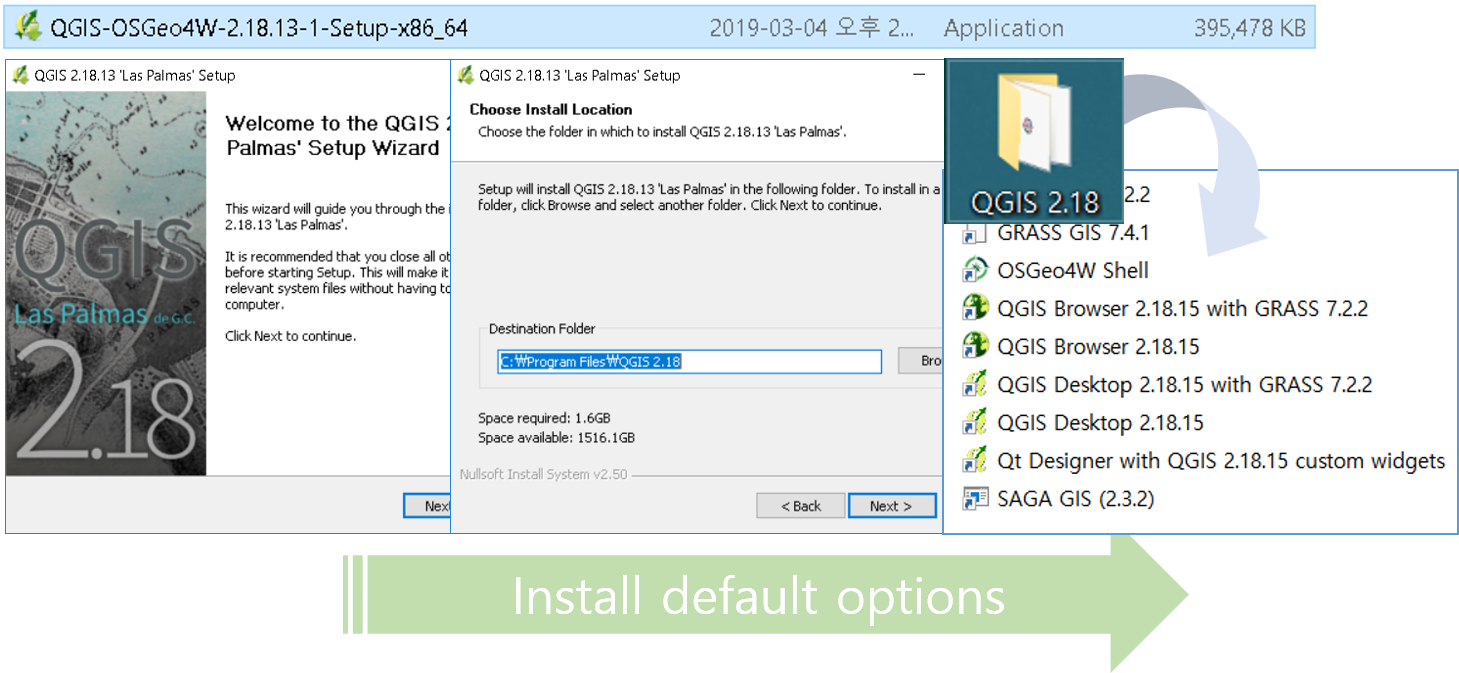 QGIS-OSGeo4W-2.18.13-1-Setup-x86_64 2019-03-04 오후 2... Application 395,478 KB
QGIS 2.18.13 'Las Palmas' Setup
QGIS
Las Palmas de G.C.
2.18
Welcome to the QGIS 2
Palmas' Setup Wizard
This wizard will guide you through the i
2.18.13 'Las Palmas'.
It is recommended that you close all ot
before starting Setup. This will make it
relevant system files without having to
computer.
Click Next to continue.
Next
QGIS 2.18.13 'Las Palmas' Setup
Choose Install Location
Choose the folder in which to install QGIS 2.18.13 'Las Palmas'.
Setup will install QGIS 2.18.13 'Las Palmas' in the following folder. To install in a
folder, click Browse and select another folder. Click Next to continue.
Destination Folder
C:₩Program Files₩QGIS 2.18
Bro
Space required: 1.6GB
Space available: 1516.1GB
Nullsoft Install System v2.50
< Back
Next >
QGIS 2.18
2.2
GRASS GIS 7.4.1
OSGeo4W Shell
QGIS Browser 2.18.15 with GRASS 7.2.2
QGIS Browser 2.18.15
QGIS Desktop 2.18.15 with GRASS 7.2.2
QGIS Desktop 2.18.15
Qt Designer with QGIS 2.18.15 custom widgets
SAGA GIS (2.3.2)
Install default options